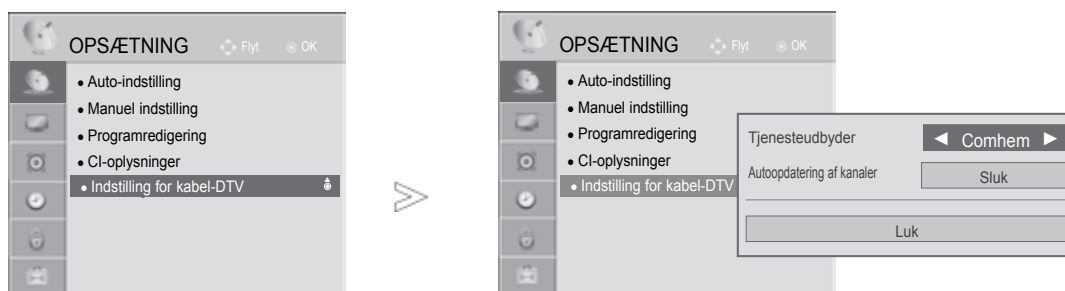 OPSÆTNING Flyt OK
• Auto-indstilling
• Manuel indstilling
• Programredigering
• CI-oplysninger
• Indstilling for kabel-DTV
OPSÆTNING Flyt OK
• Auto-indstilling
• Manuel indstilling
• Programredigering
• CI-oplysninger
• Indstilling for kabel-DTV
Tjenesteudbyder ◄ Comhem ►
Autoopdatering af kanaler Sluk
Luk